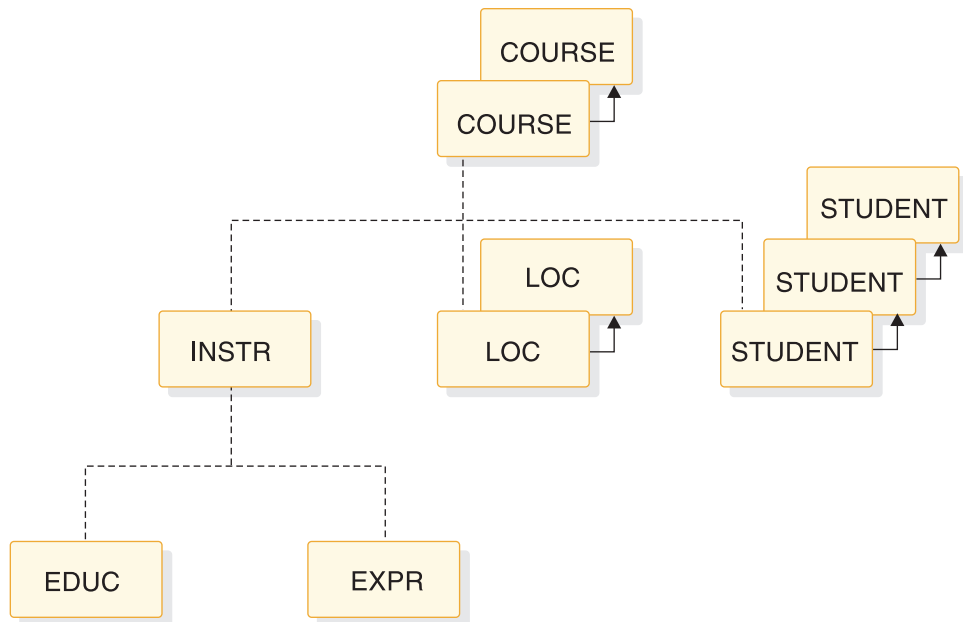 COURSE
COURSE
STUDENT
LOC
STUDENT
INSTR
LOC
STUDENT
EDUC
EXPR